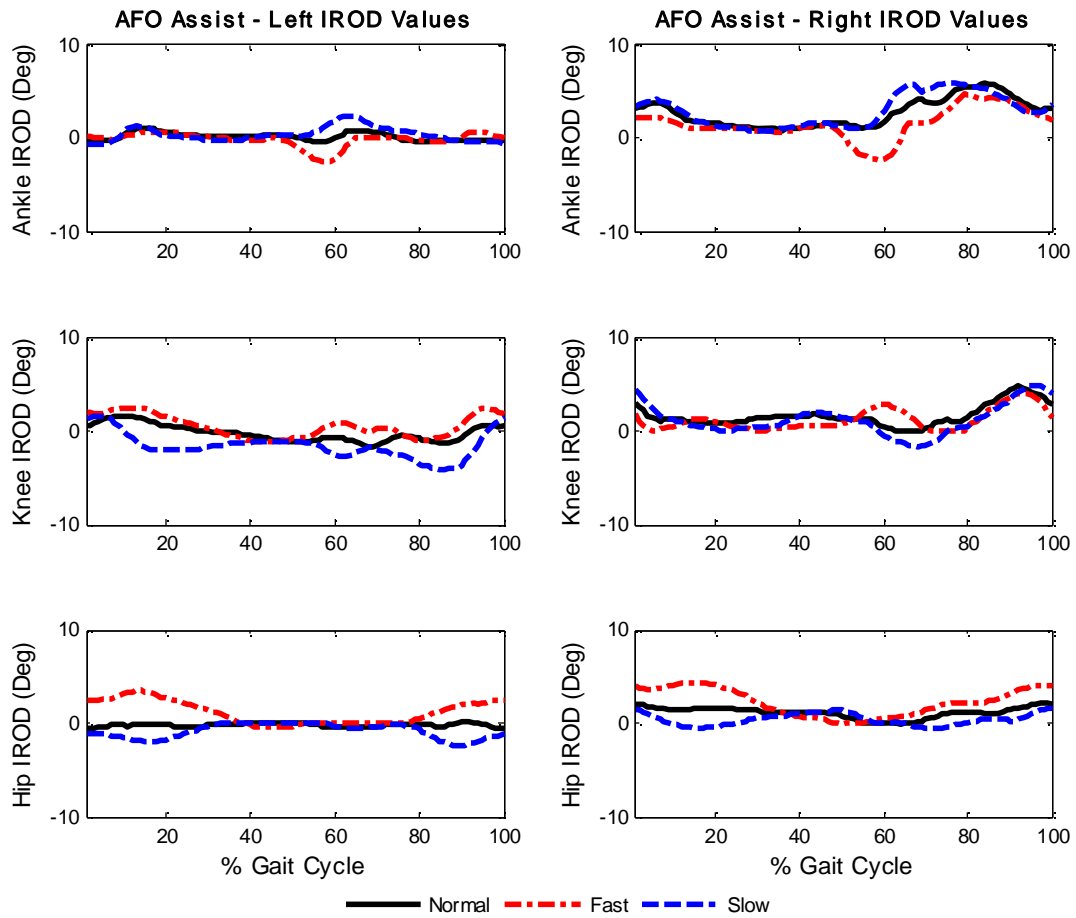 AFO Assist - Left IROD Values
AFO Assist - Right IROD Values
Ankle IROD (Deg)
10
0
-10
20 40 60 80 100
Ankle IROD (Deg)
10
0
-10
20 40 60 80 100
Knee IROD (Deg)
10
0
-10
20 40 60 80 100
Knee IROD (Deg)
10
0
-10
20 40 60 80 100
Hip IROD (Deg)
10
0
-10
20 40 60 80 100
% Gait Cycle
Hip IROD (Deg)
10
0
-10
20 40 60 80 100
% Gait Cycle
Normal Fast Slow